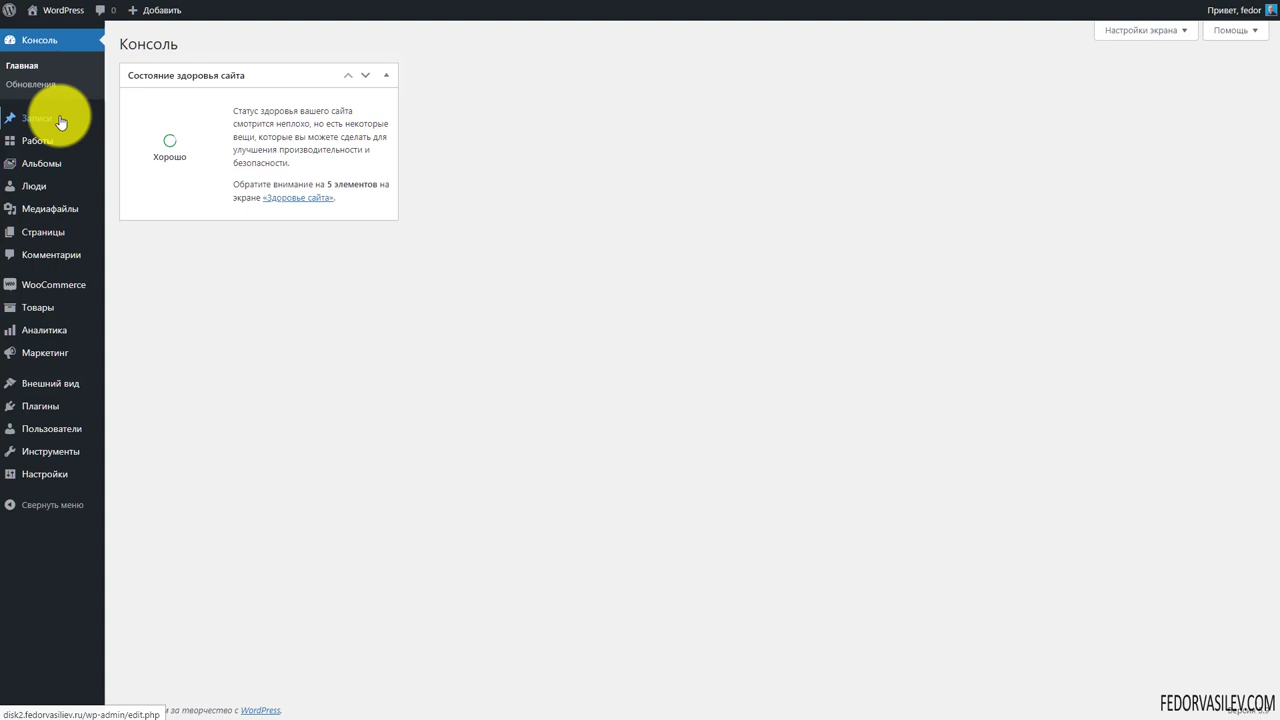 WordPress 0 Добавить Привет, fedor
Консоль
Главная
Обновления
Записи
Работы
Альбомы
Люди
Медиафайлы
Страницы
Комментарии
WooCommerce
Товары
Аналитика
Маркетинг
Внешний вид
Плагины
Пользователи
Инструменты
Настройки
Свернуть меню
Настройки экрана
Помощь
Консоль
Состояние здоровья сайта
Хорошо
Статус здоровья вашего сайта
смотрится неплохо, но есть некоторые
вещи, которые вы можете сделать для
улучшения производительности и
безопасности.
Обратите внимание на 5 элементов на
экране «Здоровье сайта».
за творчество с WordPress.
disk2.fedorvasiliev.ru/wp-admin/edit.php
FEDORVASILEV.COM